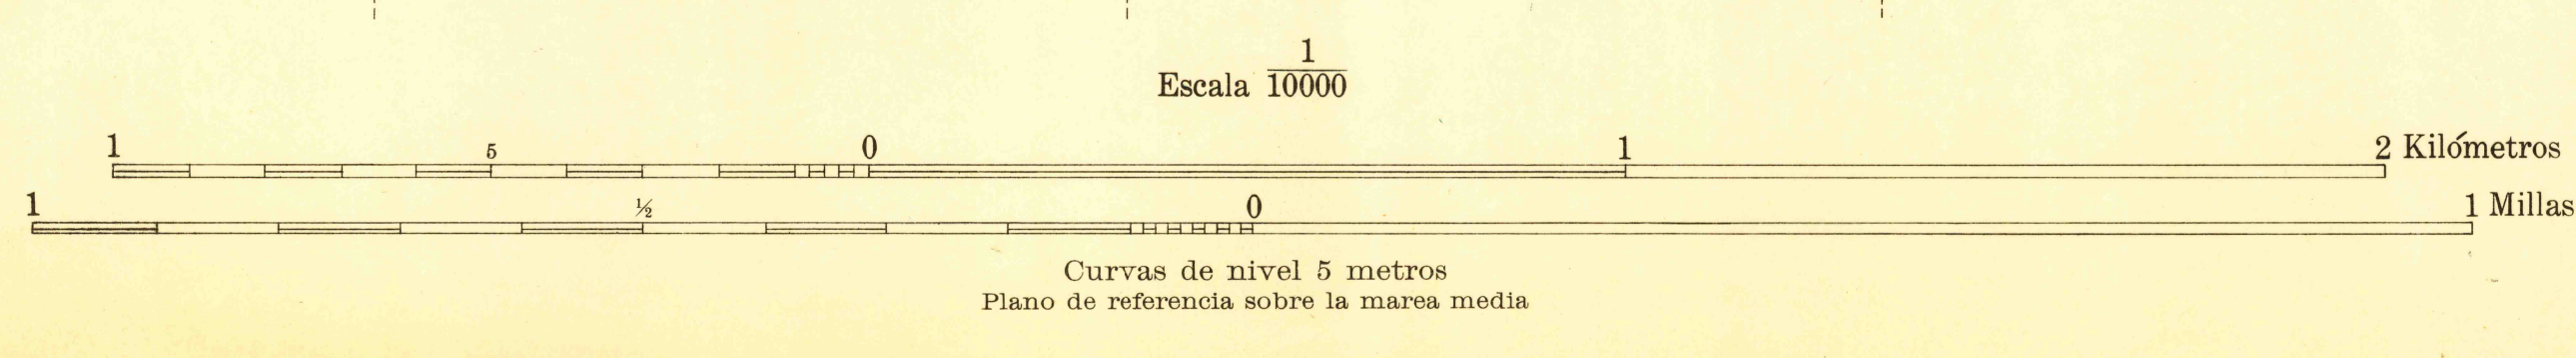 Escala 1/10000
1 5 0 1 2 Kilómetros
1 ½ 0 1 Millas
Curvas de nivel 5 metros
Plano de referencia sobre la marea media